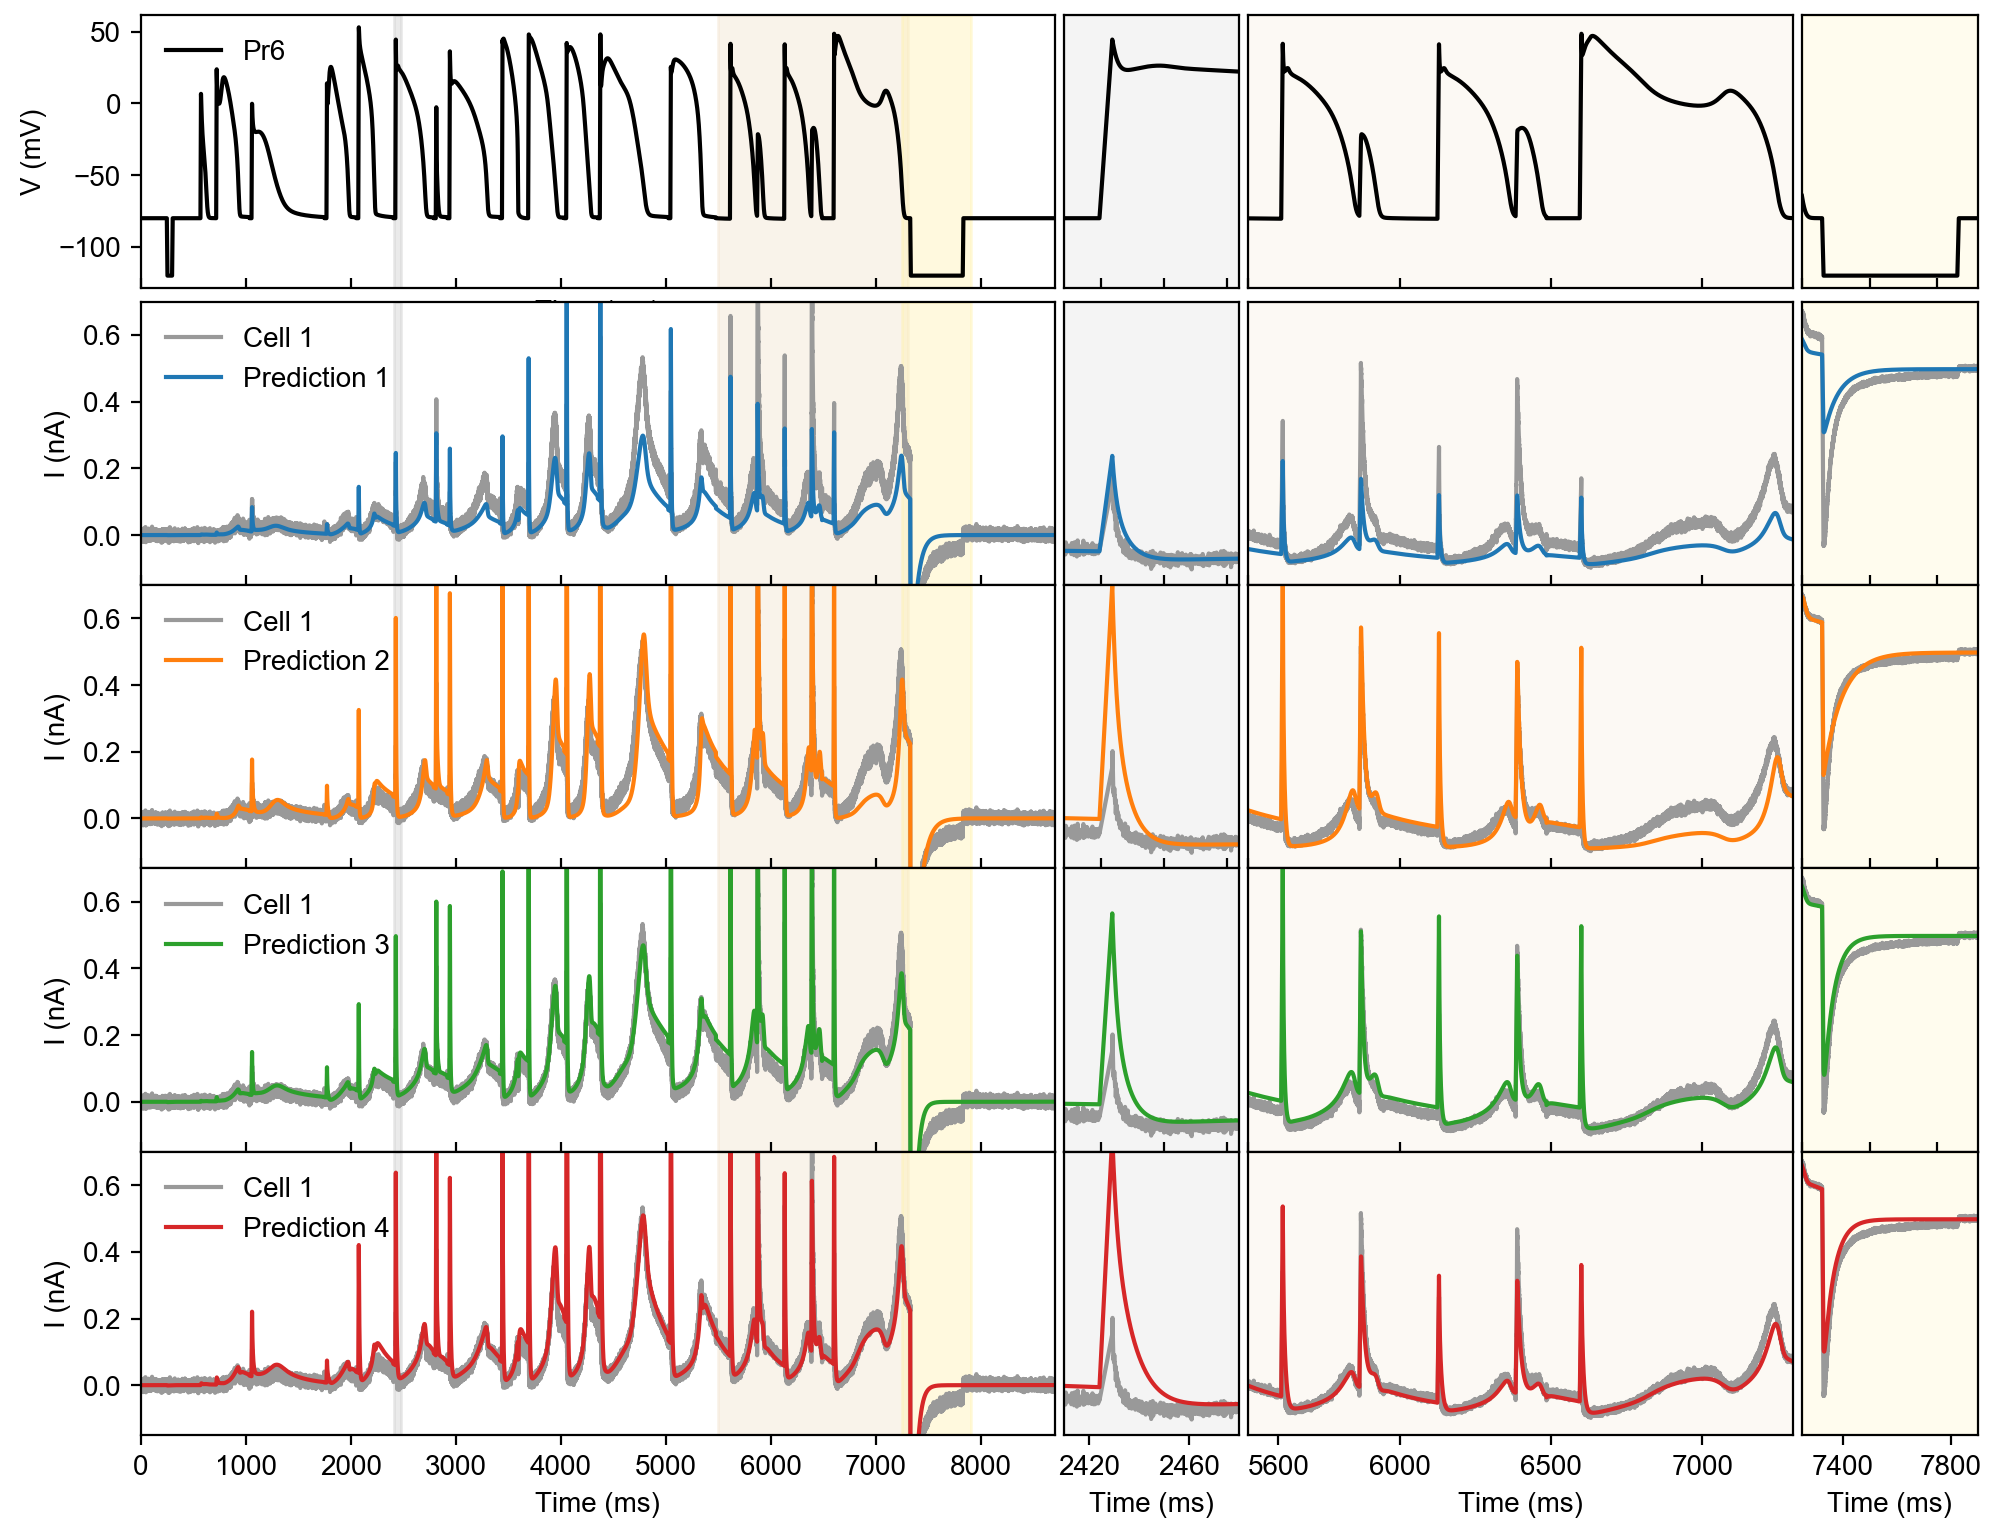 50
0
−50
−100
V (mV)
Pr6
0.6
0.4
0.2
0.0
I (nA)
Cell 1
Prediction 1
0.6
0.4
0.2
0.0
I (nA)
Cell 1
Prediction 2
0.6
0.4
0.2
0.0
I (nA)
Cell 1
Prediction 3
0.6
0.4
0.2
0.0
I (nA)
Cell 1
Prediction 4
0 1000 2000 3000 4000 5000 6000 7000 8000
2420 2460
5600 6000 6500 7000
7400 7800
Time (ms) Time (ms) Time (ms) Time (ms)